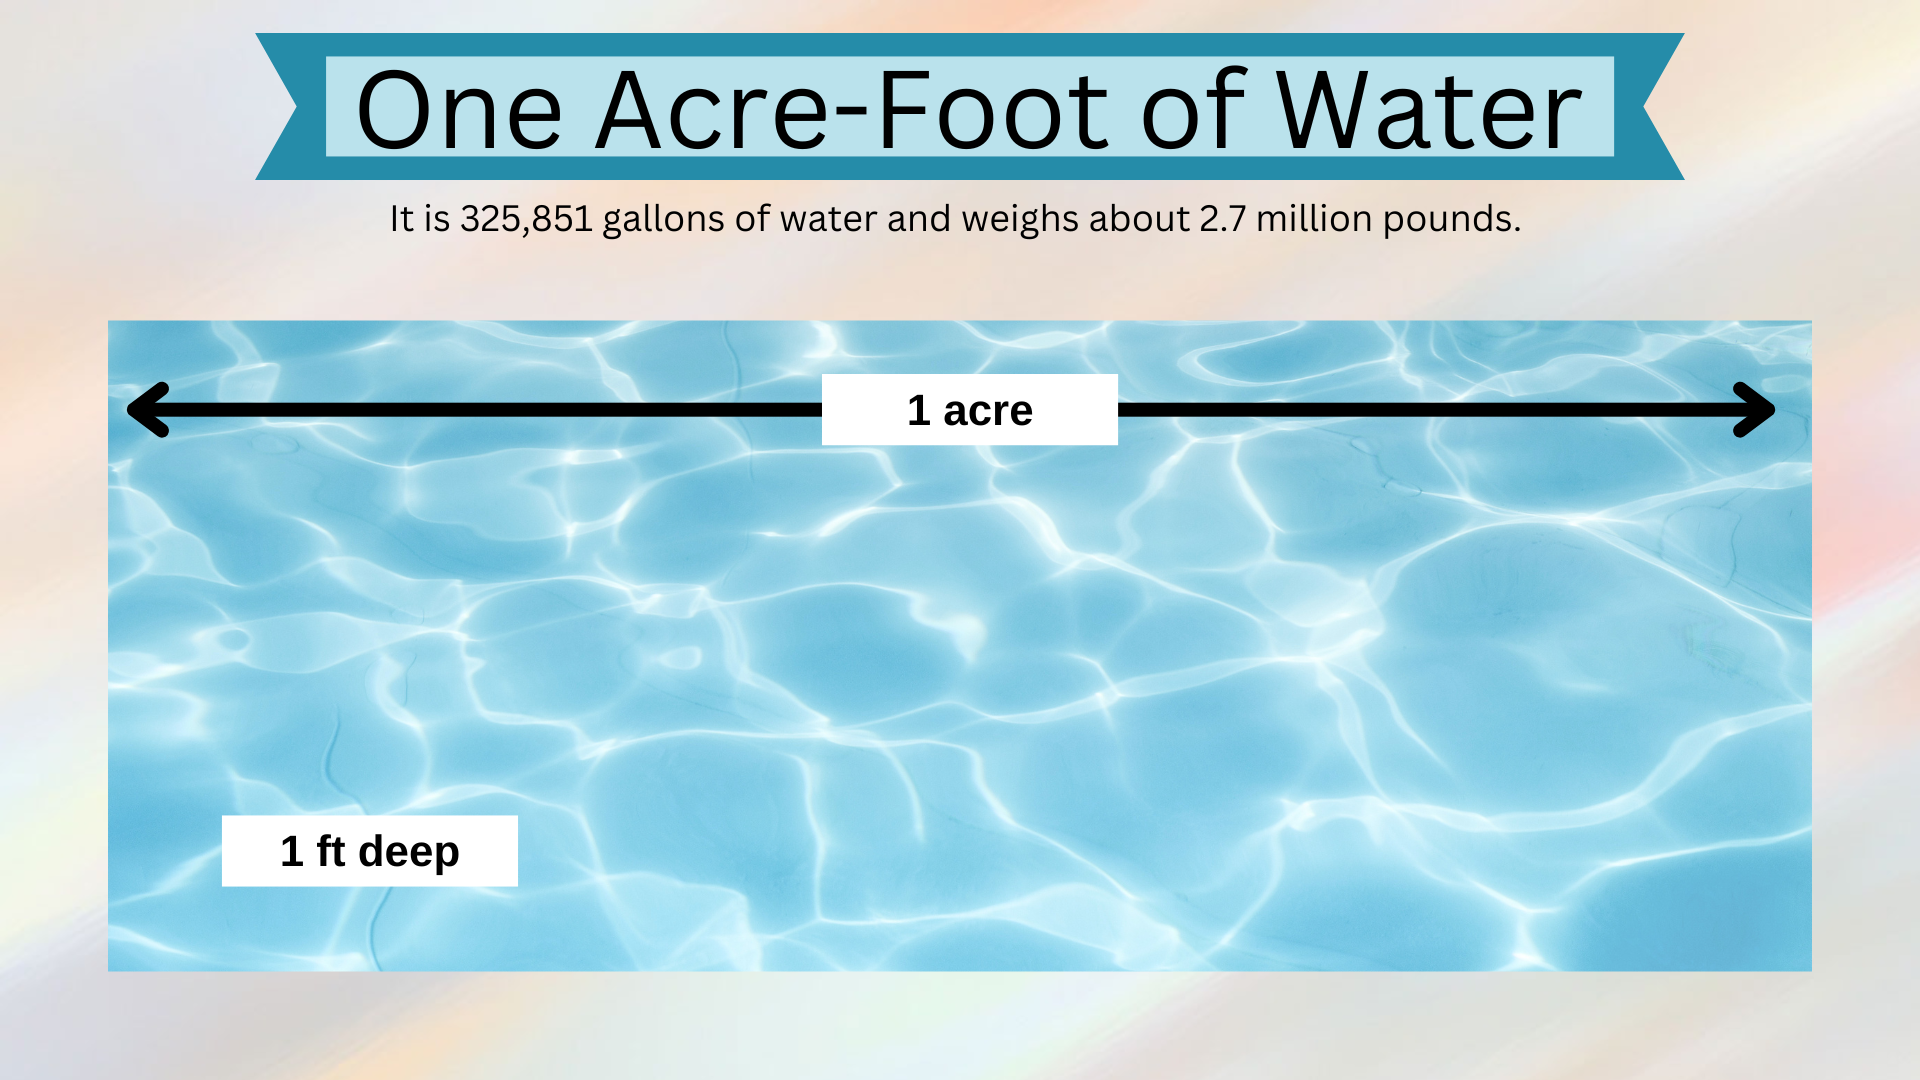 One Acre-Foot of Water
It is 325,851 gallons of water and weighs about 2.7 million pounds.
1 acre
1 ft deep